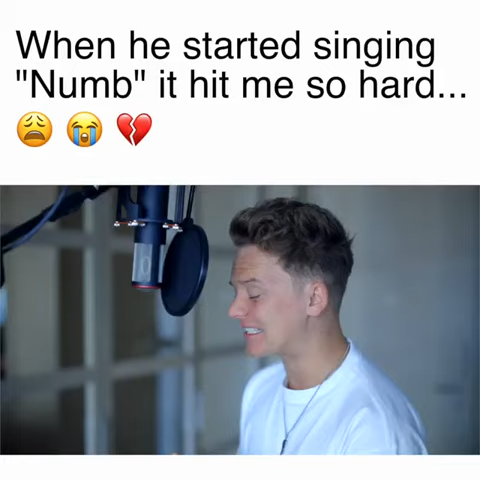 When he started singing
"Numb" it hit me so hard...
😩 😭 💔